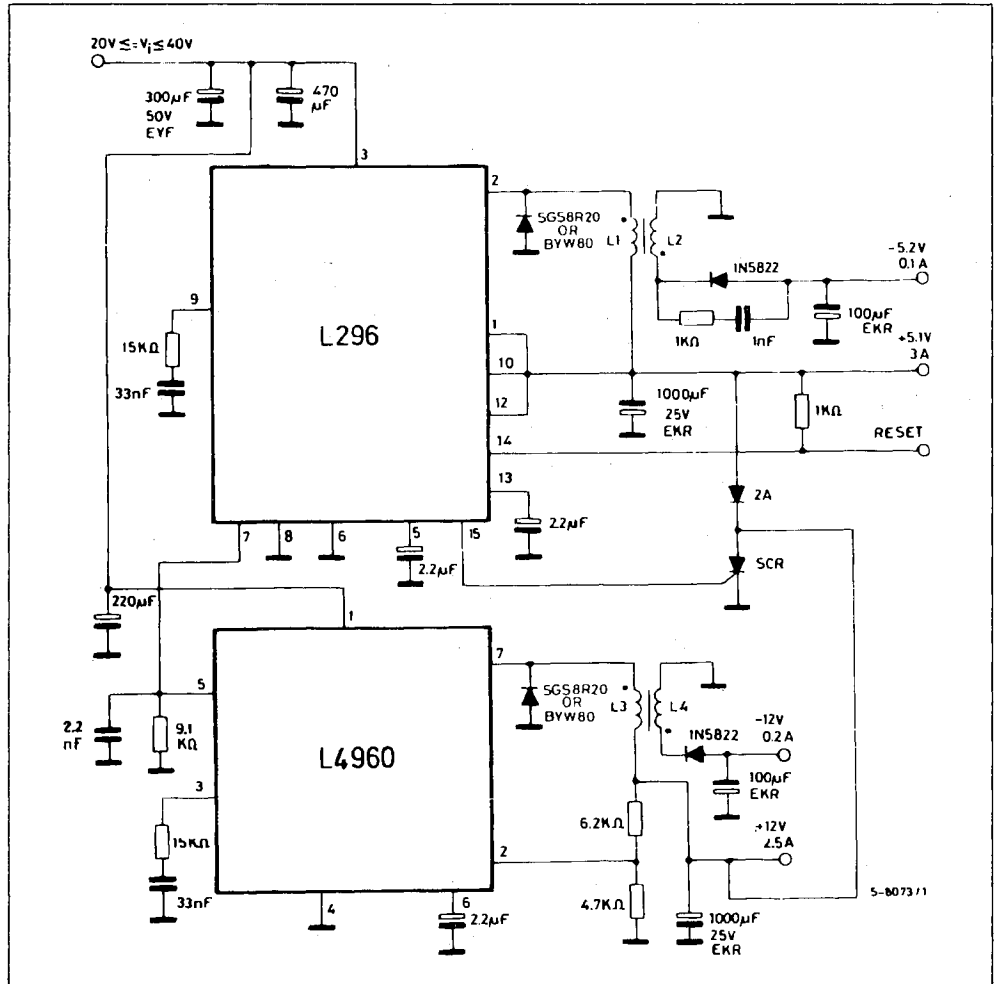 20V ≤=Vi≤ 40V
300µF
50V
EYF
470
µF
3
2
SGS8R20
OR
BYW80
L1
L2
-5.2V
0.1A
1N5822
1KΩ
1nF
100µF
EKR
9
15KΩ
33nF
L296
1
10
12
14
13
+5.1V
3A
1000µF
25V
EKR
1KΩ
RESET
2A
2.2µF
7
8
6
5
15
2.2µF
SCR
220µF
1
7
SGS8R20
OR
BYW80
L3
L4
-12V
0.2A
1N5822
100µF
EKR
5
2.2
nF
9.1
KΩ
3
L4960
15KΩ
33nF
6.2KΩ
2
+12V
2.5A
4.7KΩ
4
6
2.2µF
1000µF
25V
EKR
S-8073/1